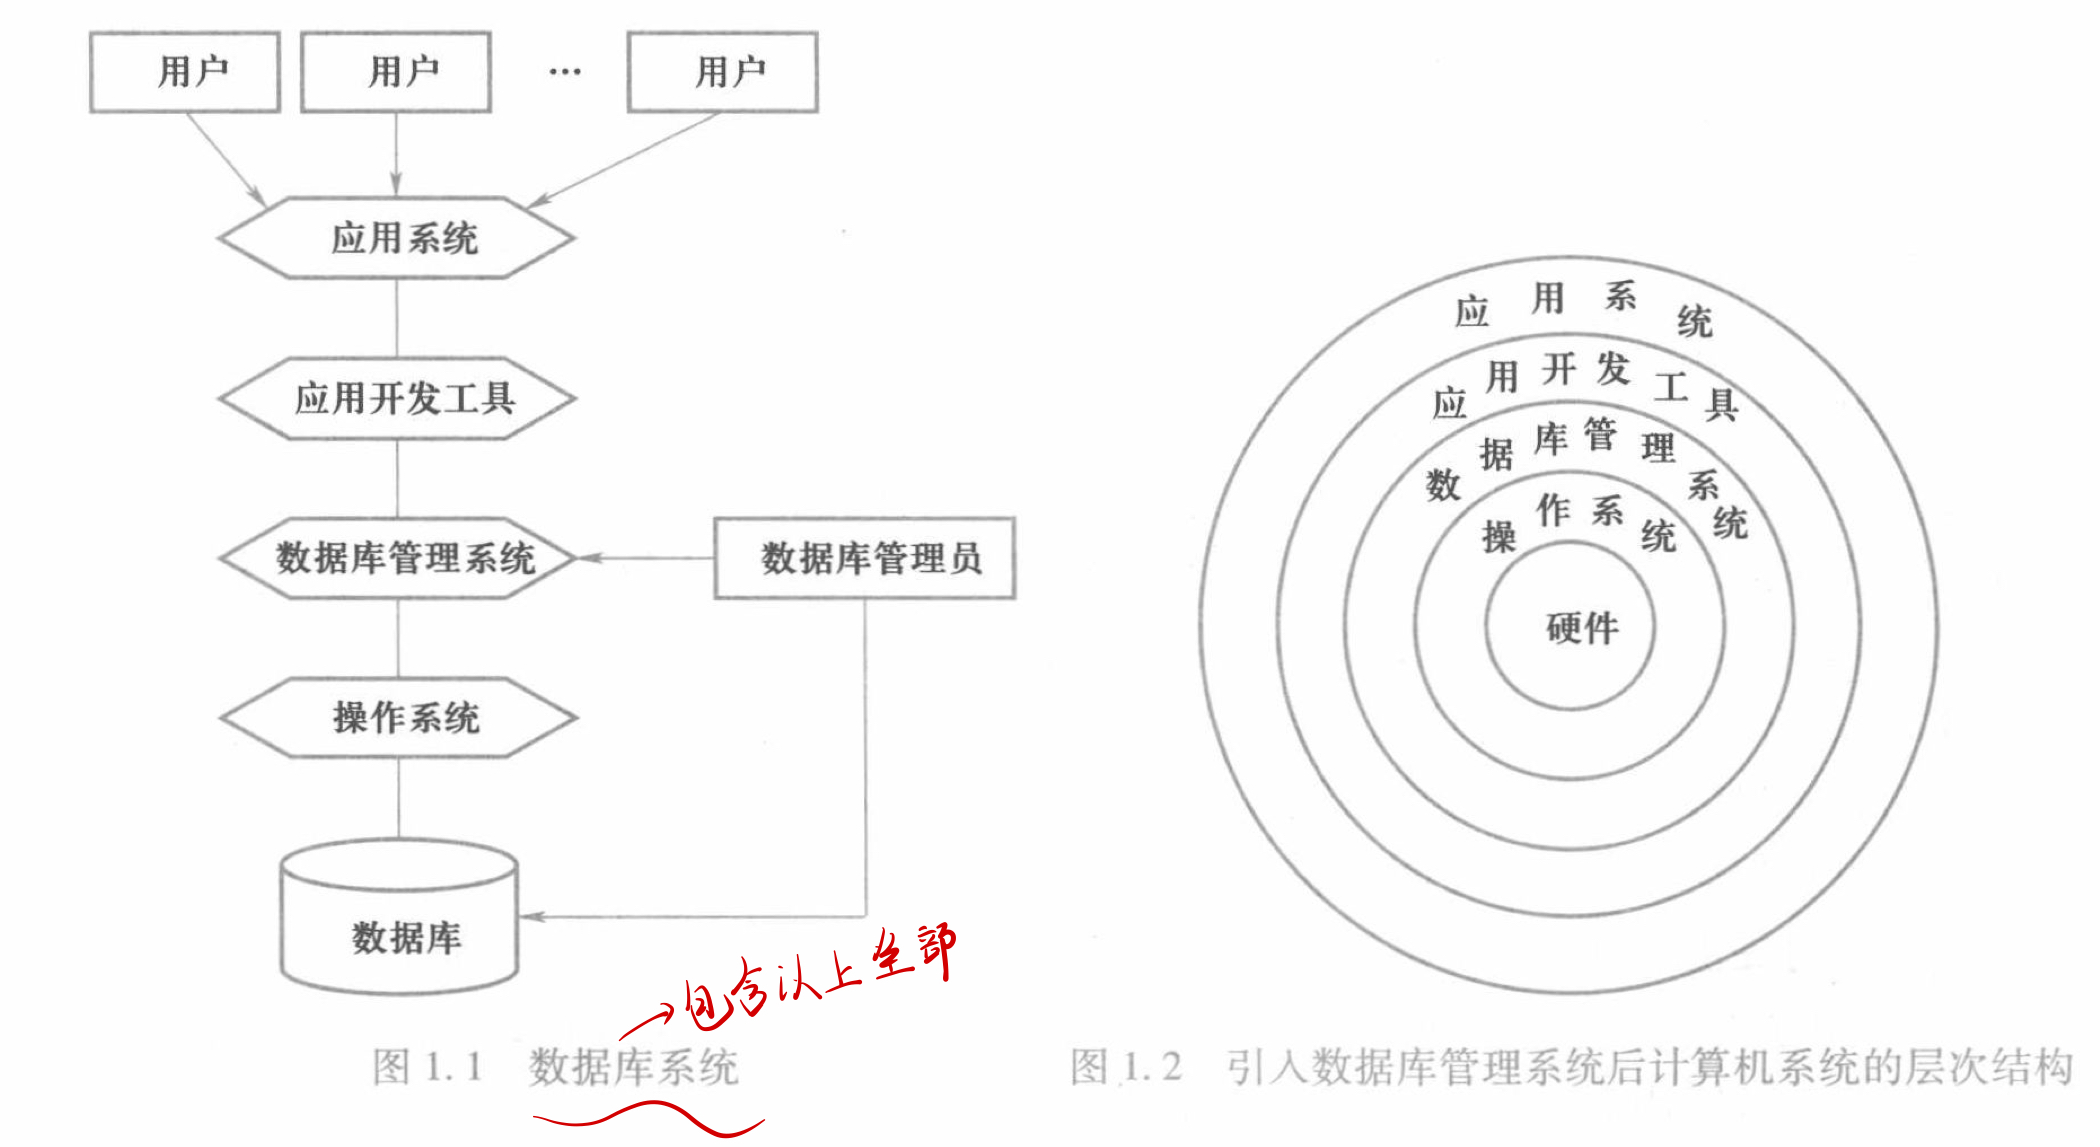 用户 用户 … 用户
应用系统
应用开发工具
数据库管理系统 数据库管理员
操作系统
数据库
→包含以上全部
图 1.1 数据库系统
应用系统
应用开发工具
数据库管理系统
操作系统
硬件
图 1.2 引入数据库管理系统后计算机系统的层次结构